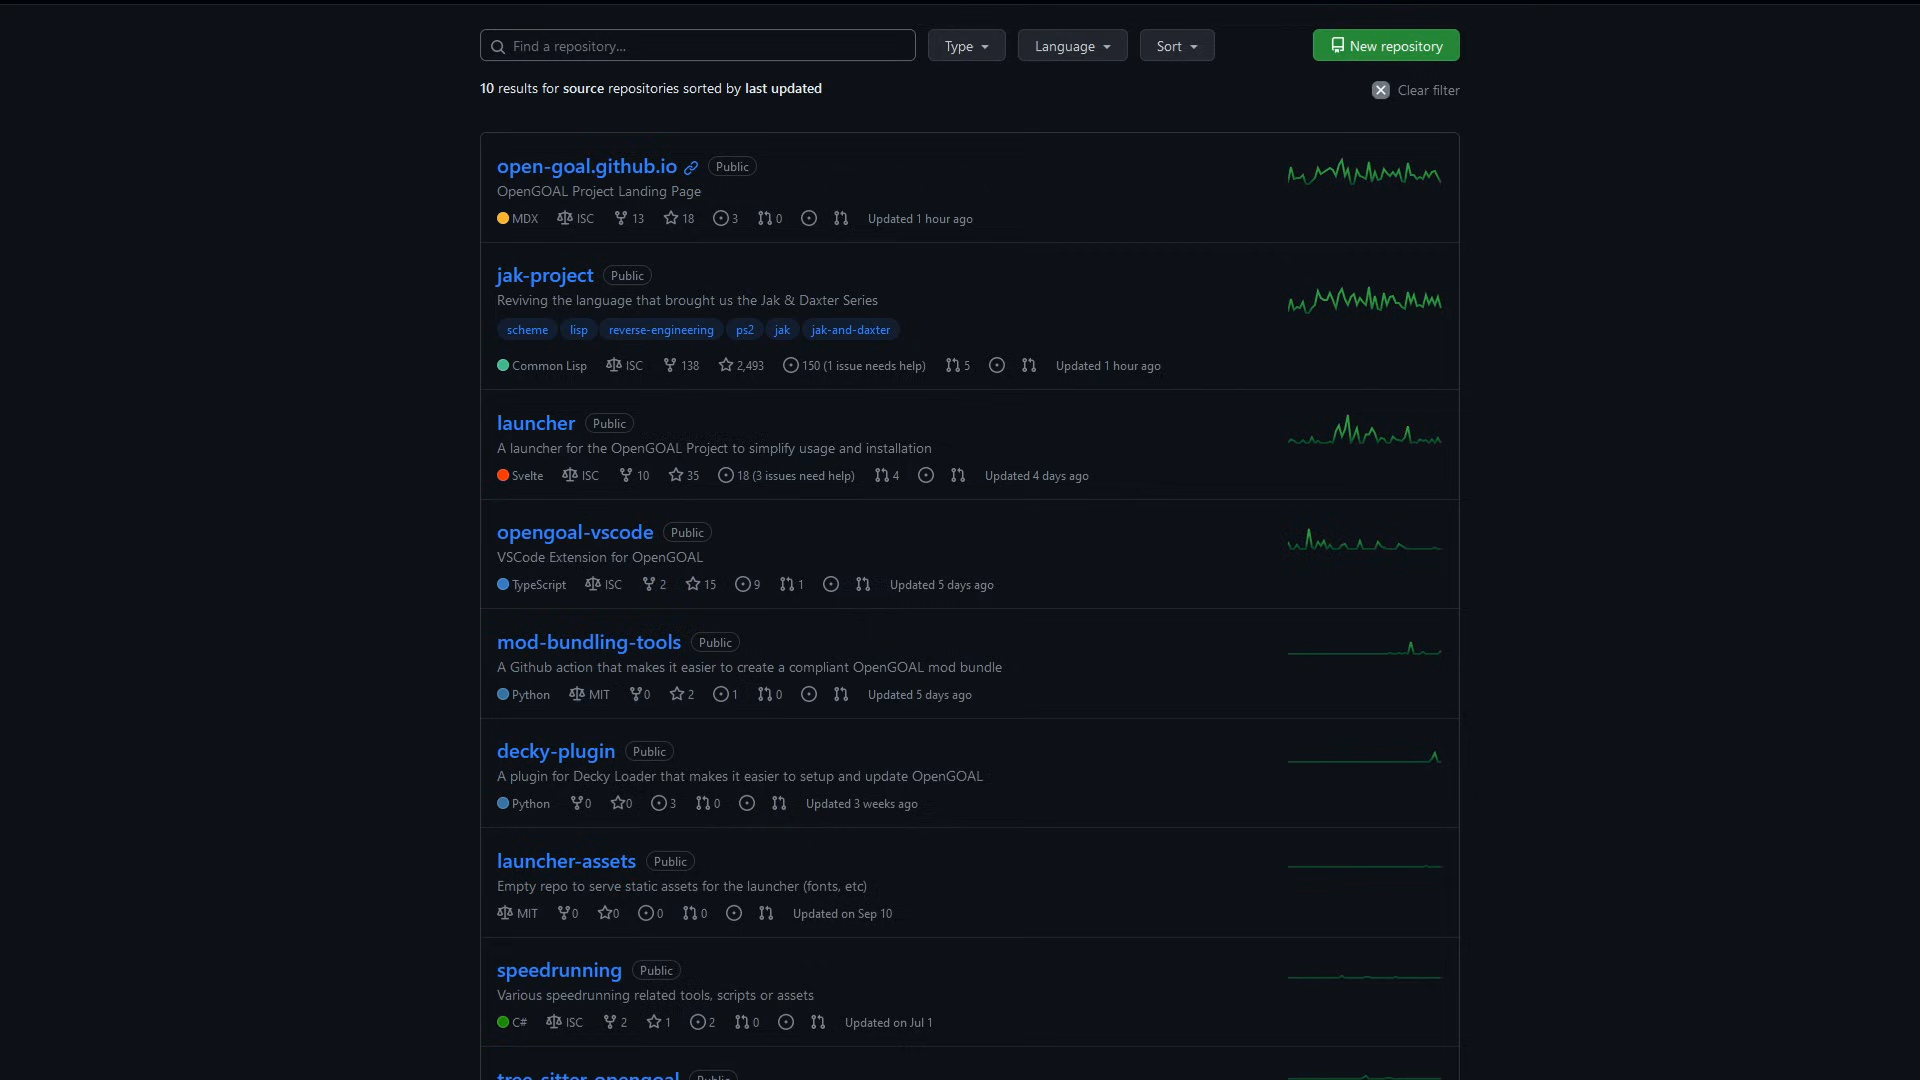 Find a repository... Type Language Sort New repository
10 results for source repositories sorted by last updated Clear filter
open-goal.github.io Public
OpenGOAL Project Landing Page
MDX ISC 13 18 3 0 Updated 1 hour ago
jak-project Public
Reviving the language that brought us the Jak & Daxter Series
scheme lisp reverse-engineering ps2 jak jak-and-daxter
Common Lisp ISC 138 2,493 150 (1 issue needs help) 5 Updated 1 hour ago
launcher Public
A launcher for the OpenGOAL Project to simplify usage and installation
Svelte ISC 10 35 18 (3 issues need help) 4 Updated 4 days ago
opengoal-vscode Public
VSCode Extension for OpenGOAL
TypeScript ISC 2 15 9 1 Updated 5 days ago
mod-bundling-tools Public
A Github action that makes it easier to create a compliant OpenGOAL mod bundle
Python MIT 0 2 1 0 Updated 5 days ago
decky-plugin Public
A plugin for Decky Loader that makes it easier to setup and update OpenGOAL
Python 0 0 3 0 Updated 3 weeks ago
launcher-assets Public
Empty repo to serve static assets for the launcher (fonts, etc)
MIT 0 0 0 0 Updated on Sep 10
speedrunning Public
Various speedrunning related tools, scripts or assets
C# ISC 2 1 2 0 Updated on Jul 1
tree-sitter-opengoal Public